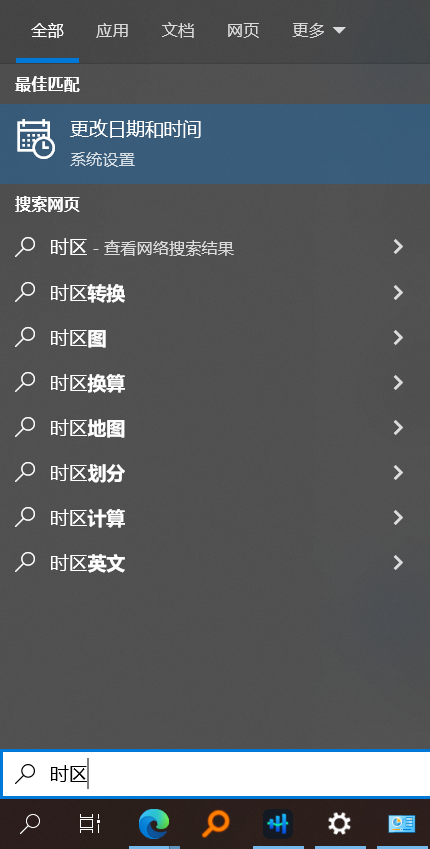 全部 应用 文档 网页 更多
最佳匹配
更改日期和时间
系统设置
搜索网页
时区 - 查看网络搜索结果
时区转换
时区图
时区换算
时区地图
时区划分
时区计算
时区英文
时区